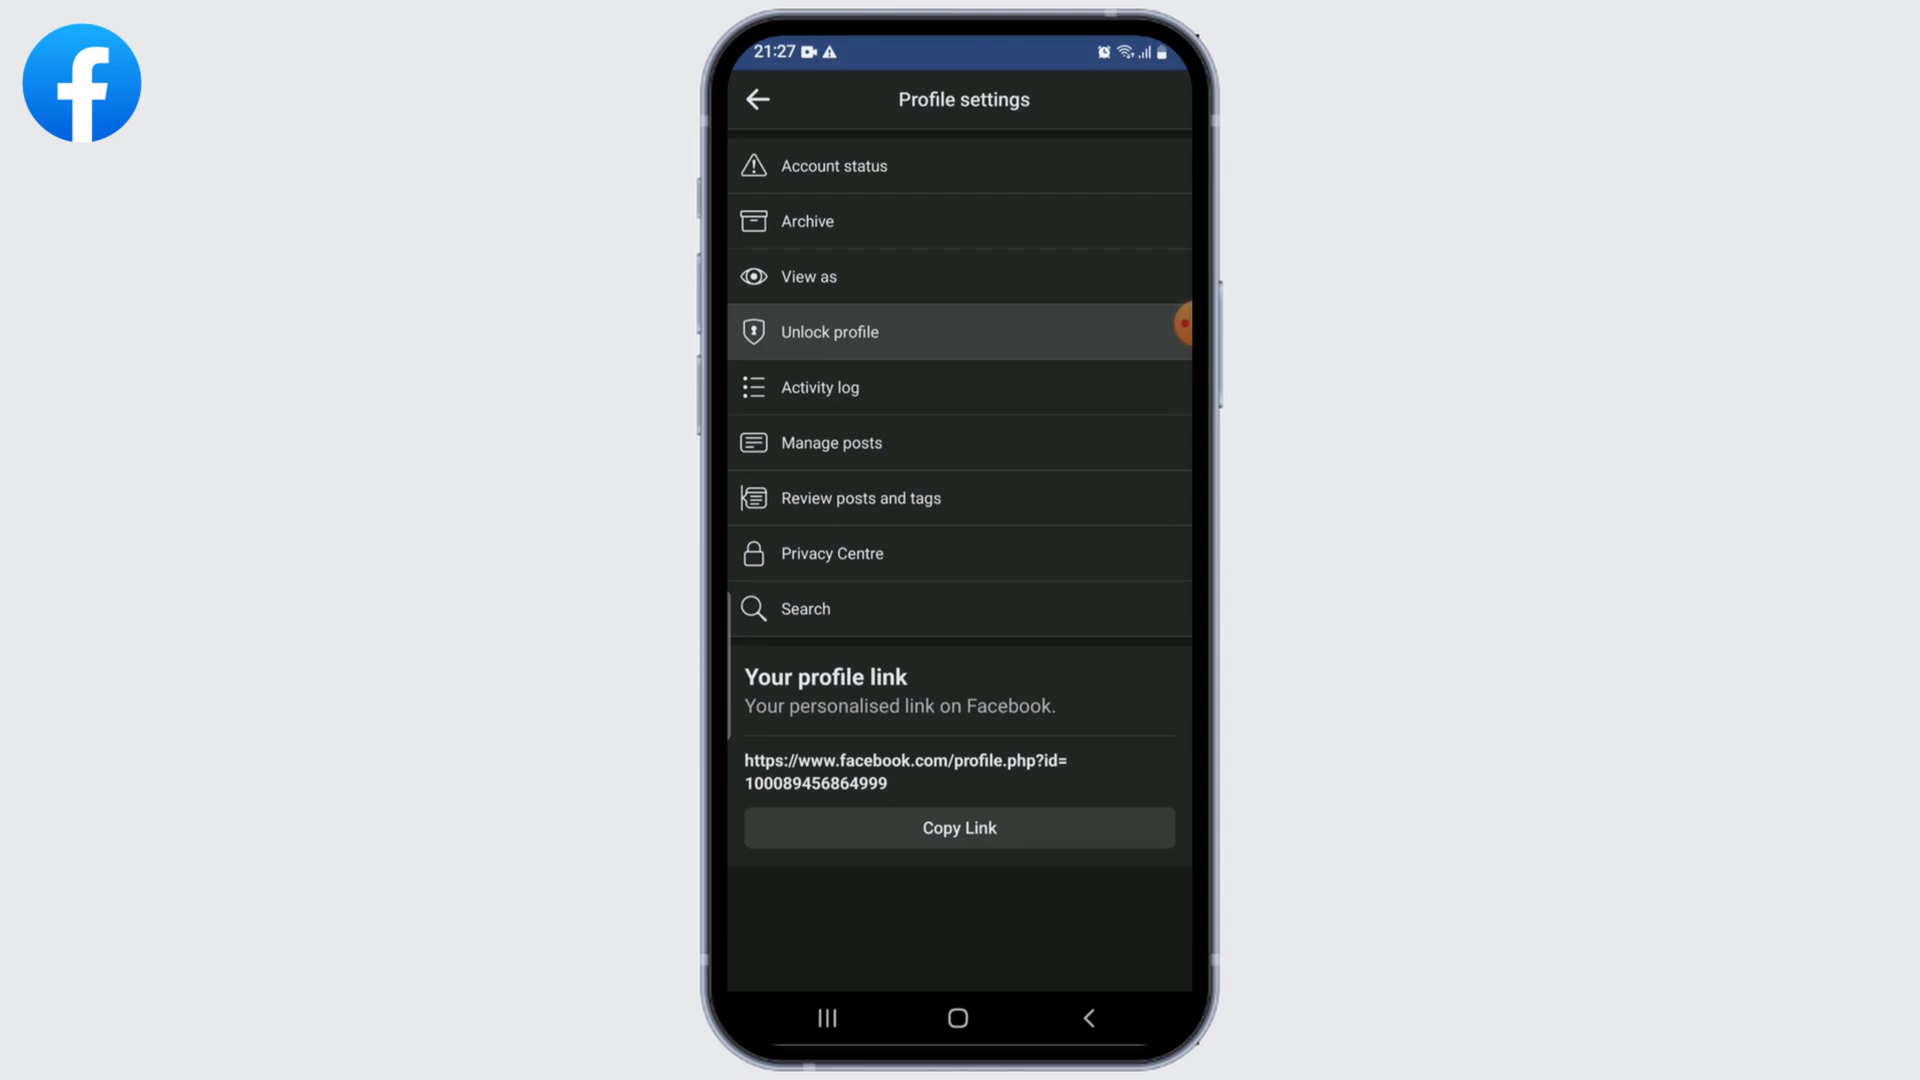 21:27
Profile settings
Account status
Archive
View as
Unlock profile
Activity log
Manage posts
Review posts and tags
Privacy Centre
Search
Your profile link
Your personalised link on Facebook.
https://www.facebook.com/profile.php?id=
100089456864999
Copy Link